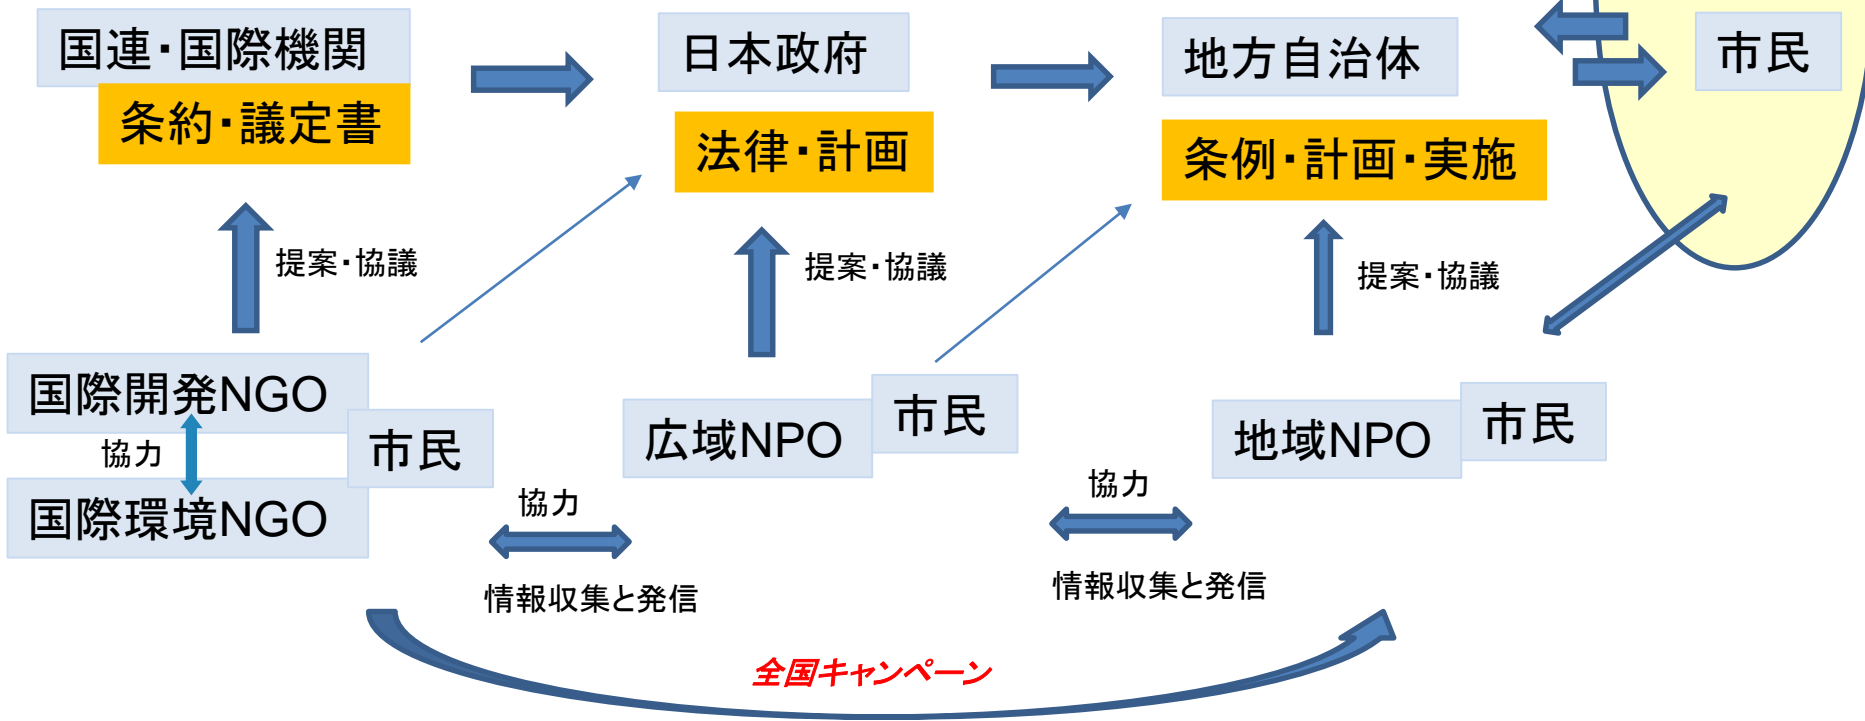 国連・国際機関
条約・議定書
日本政府
法律・計画
地方自治体
条例・計画・実施
市民
提案・協議
提案・協議
提案・協議
国際開発NGO
協力
国際環境NGO
市民
広域NPO
市民
地域NPO
市民
協力
情報収集と発信
協力
情報収集と発信
全国キャンペーン